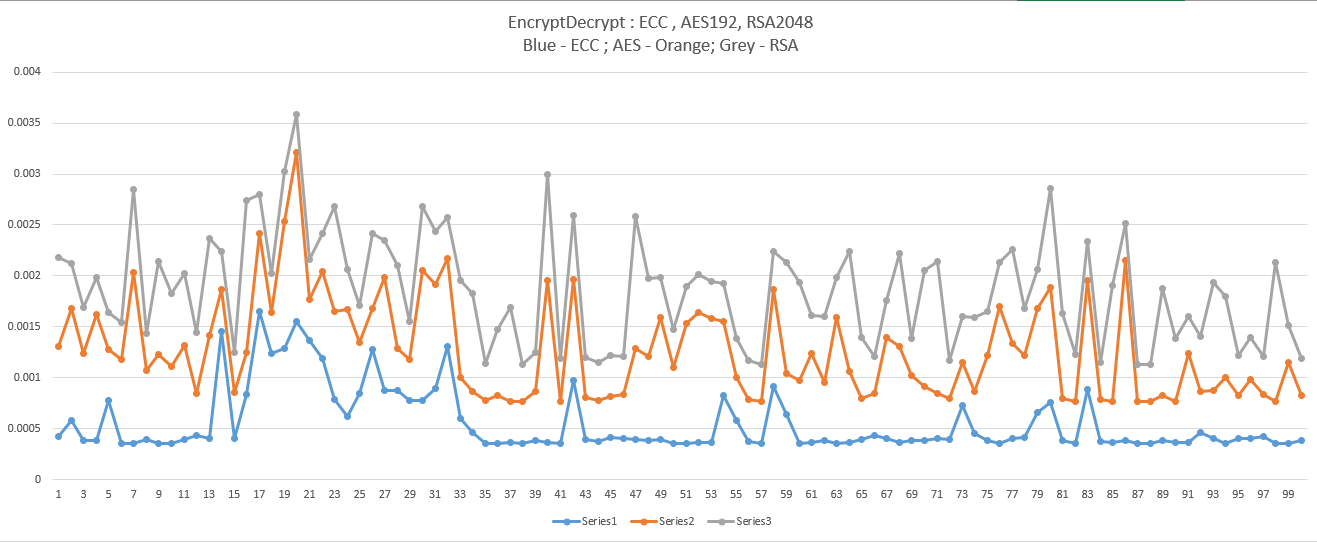 EncryptDecrypt : ECC , AES192, RSA2048
Blue - ECC ; AES - Orange; Grey - RSA
0.004
0.0035
0.003
0.0025
0.002
0.0015
0.001
0.0005
0
1 3 5 7 9 11 13 15 17 19 21 23 25 27 29 31 33 35 37 39 41 43 45 47 49 51 53 55 57 59 61 63 65 67 69 71 73 75 77 79 81 83 85 87 89 91 93 95 97 99
Series1 Series2 Series3